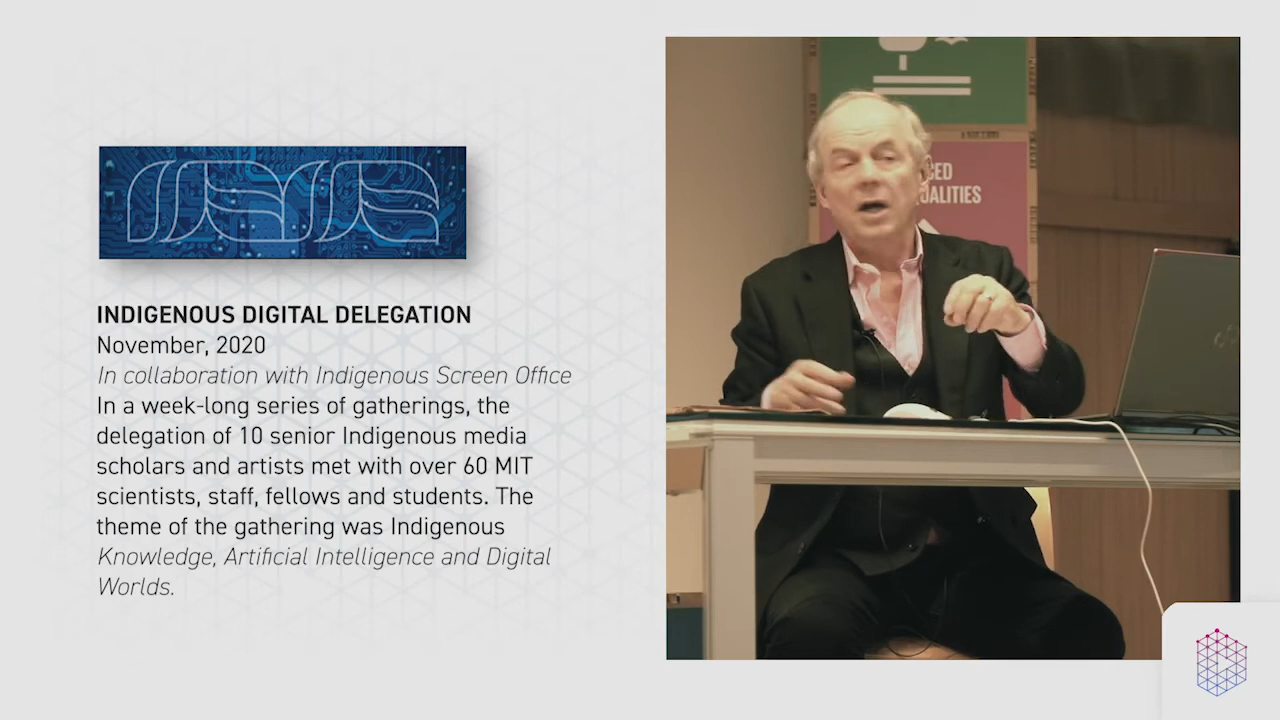 INDIGENOUS DIGITAL DELEGATION
November, 2020
In collaboration with Indigenous Screen Office
In a week-long series of gatherings, the
delegation of 10 senior Indigenous media
scholars and artists met with over 60 MIT
scientists, staff, fellows and students. The
theme of the gathering was Indigenous
Knowledge, Artificial Intelligence and Digital
Worlds.